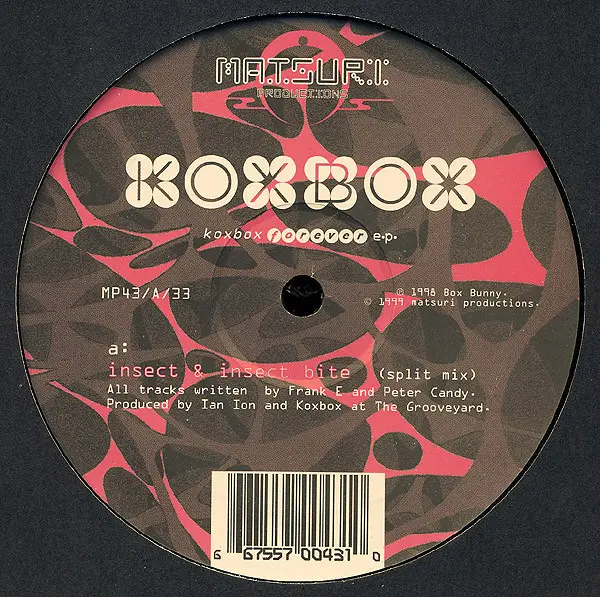 MATSURI
PRODUCTIONS
KOXBOX
koxbox forever e.p.
MP43/A/33
℗ 1998 Box Bunny.
© 1999 matsuri productions.
a:
insect & insect bite (split mix)
All tracks written by Frank E and Peter Candy.
Produced by Ian Ion and Koxbox at The Grooveyard.
6 67557 00431 0